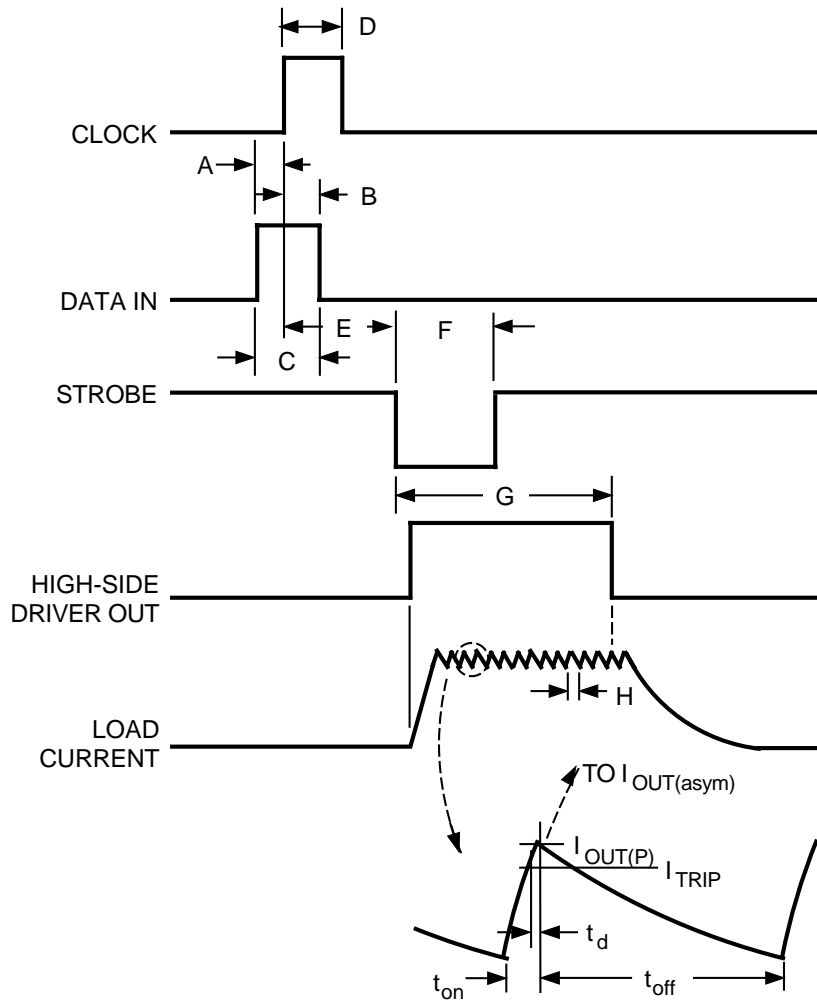 D
CLOCK
A
B
DATA IN
E
F
C
STROBE
G
HIGH-SIDE
DRIVER OUT
H
LOAD
CURRENT
TO I OUT(asym)
I OUT(P)
I TRIP
t d
t on
t off